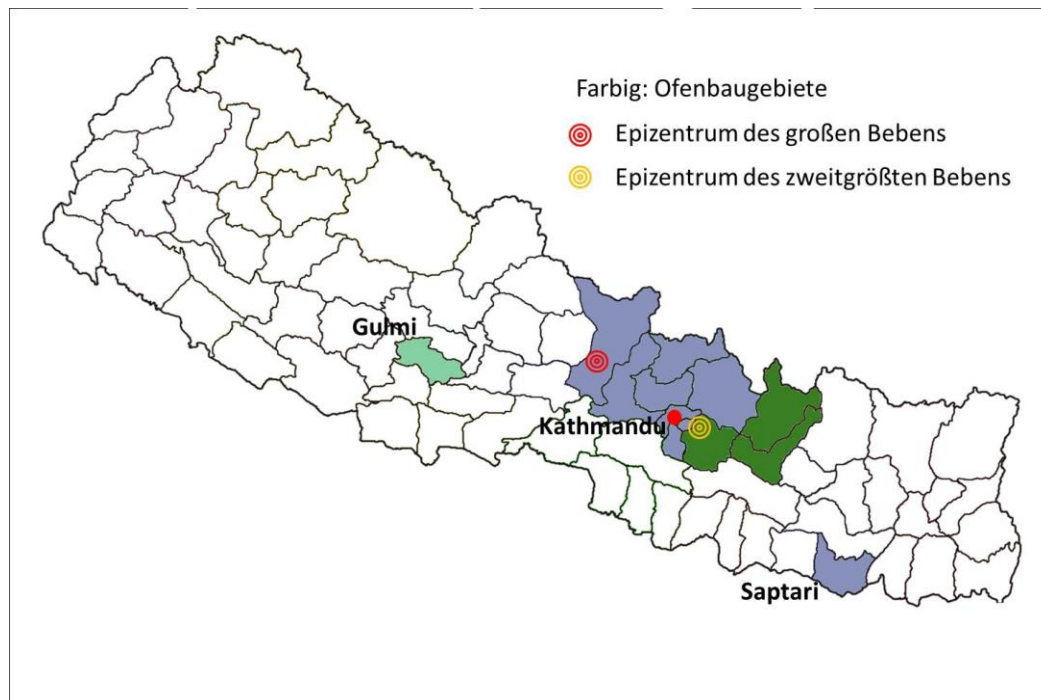 Farbig: Ofenbaugebiete
Epizentrum des großen Bebens
Epizentrum des zweitgrößten Bebens
Gulmi
Kathmandu
Saptari